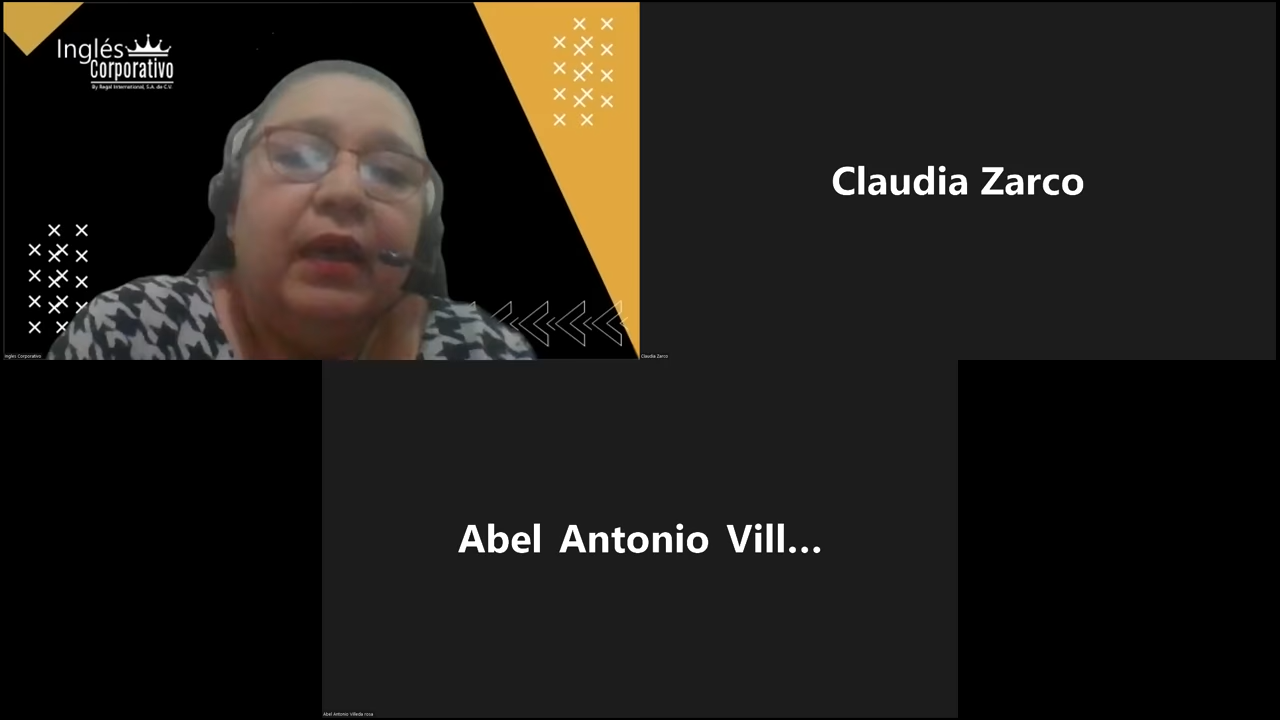 Inglés
Corporativo
By Regal International, S.A. de C.V.
Inglés Corporativo
Claudia Zarco
Claudia Zarco
Abel Antonio Vill...
Abel Antonio Villeda rosa